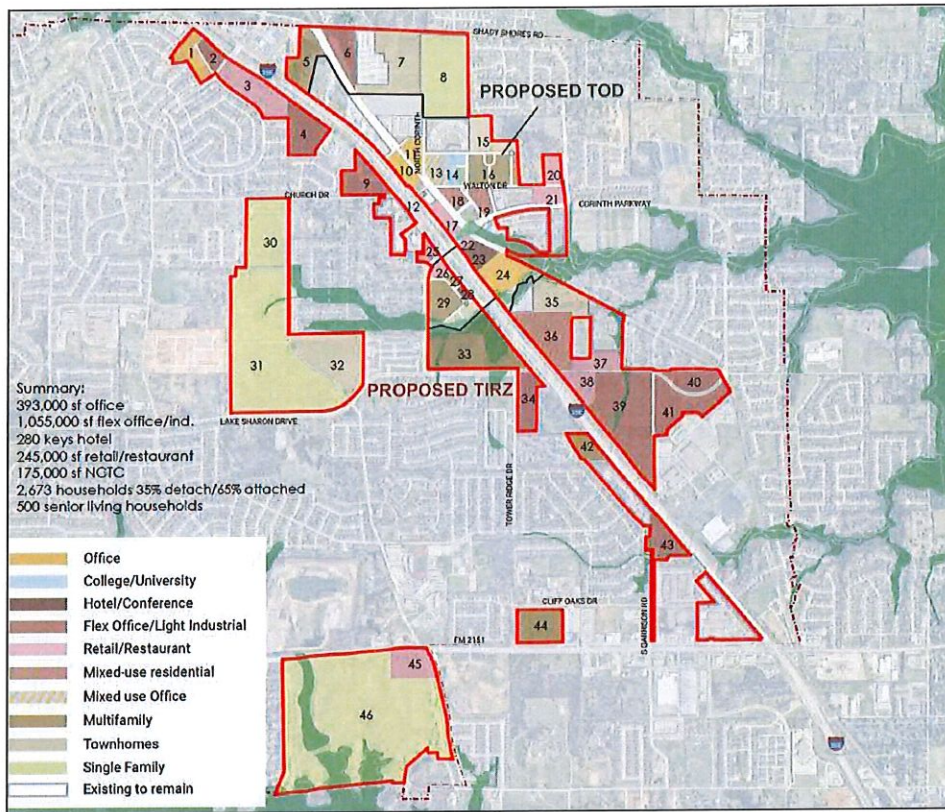 SHADY SHORES RD
1
2
3
4
5
6
7
8
PROPOSED TOD
NORTH CORINTH
15
11
10
13
14
16
WALTON DR
20
21
9
CHURCH DR
12
18
19
17
CORINTH PARKWAY
30
25
22
23
24
26
27
28
29
35
31
32
33
36
37
PROPOSED TIRZ
34
38
39
40
41
LAKE SHARON DRIVE
TOWER RIDGE DR
42
43
Summary:
393,000 sf office
1,055,000 sf flex office/ind.
280 keys hotel
245,000 sf retail/restaurant
175,000 sf NGTC
2,673 households 35% detach/65% attached
500 senior living households
Office
College/University
Hotel/Conference
Flex Office/Light Industrial
Retail/Restaurant
Mixed-use residential
Mixed use Office
Multifamily
Townhomes
Single Family
Existing to remain
CLIFF OAKS DR
44
S GARRISON RD
FM 2181
45
46